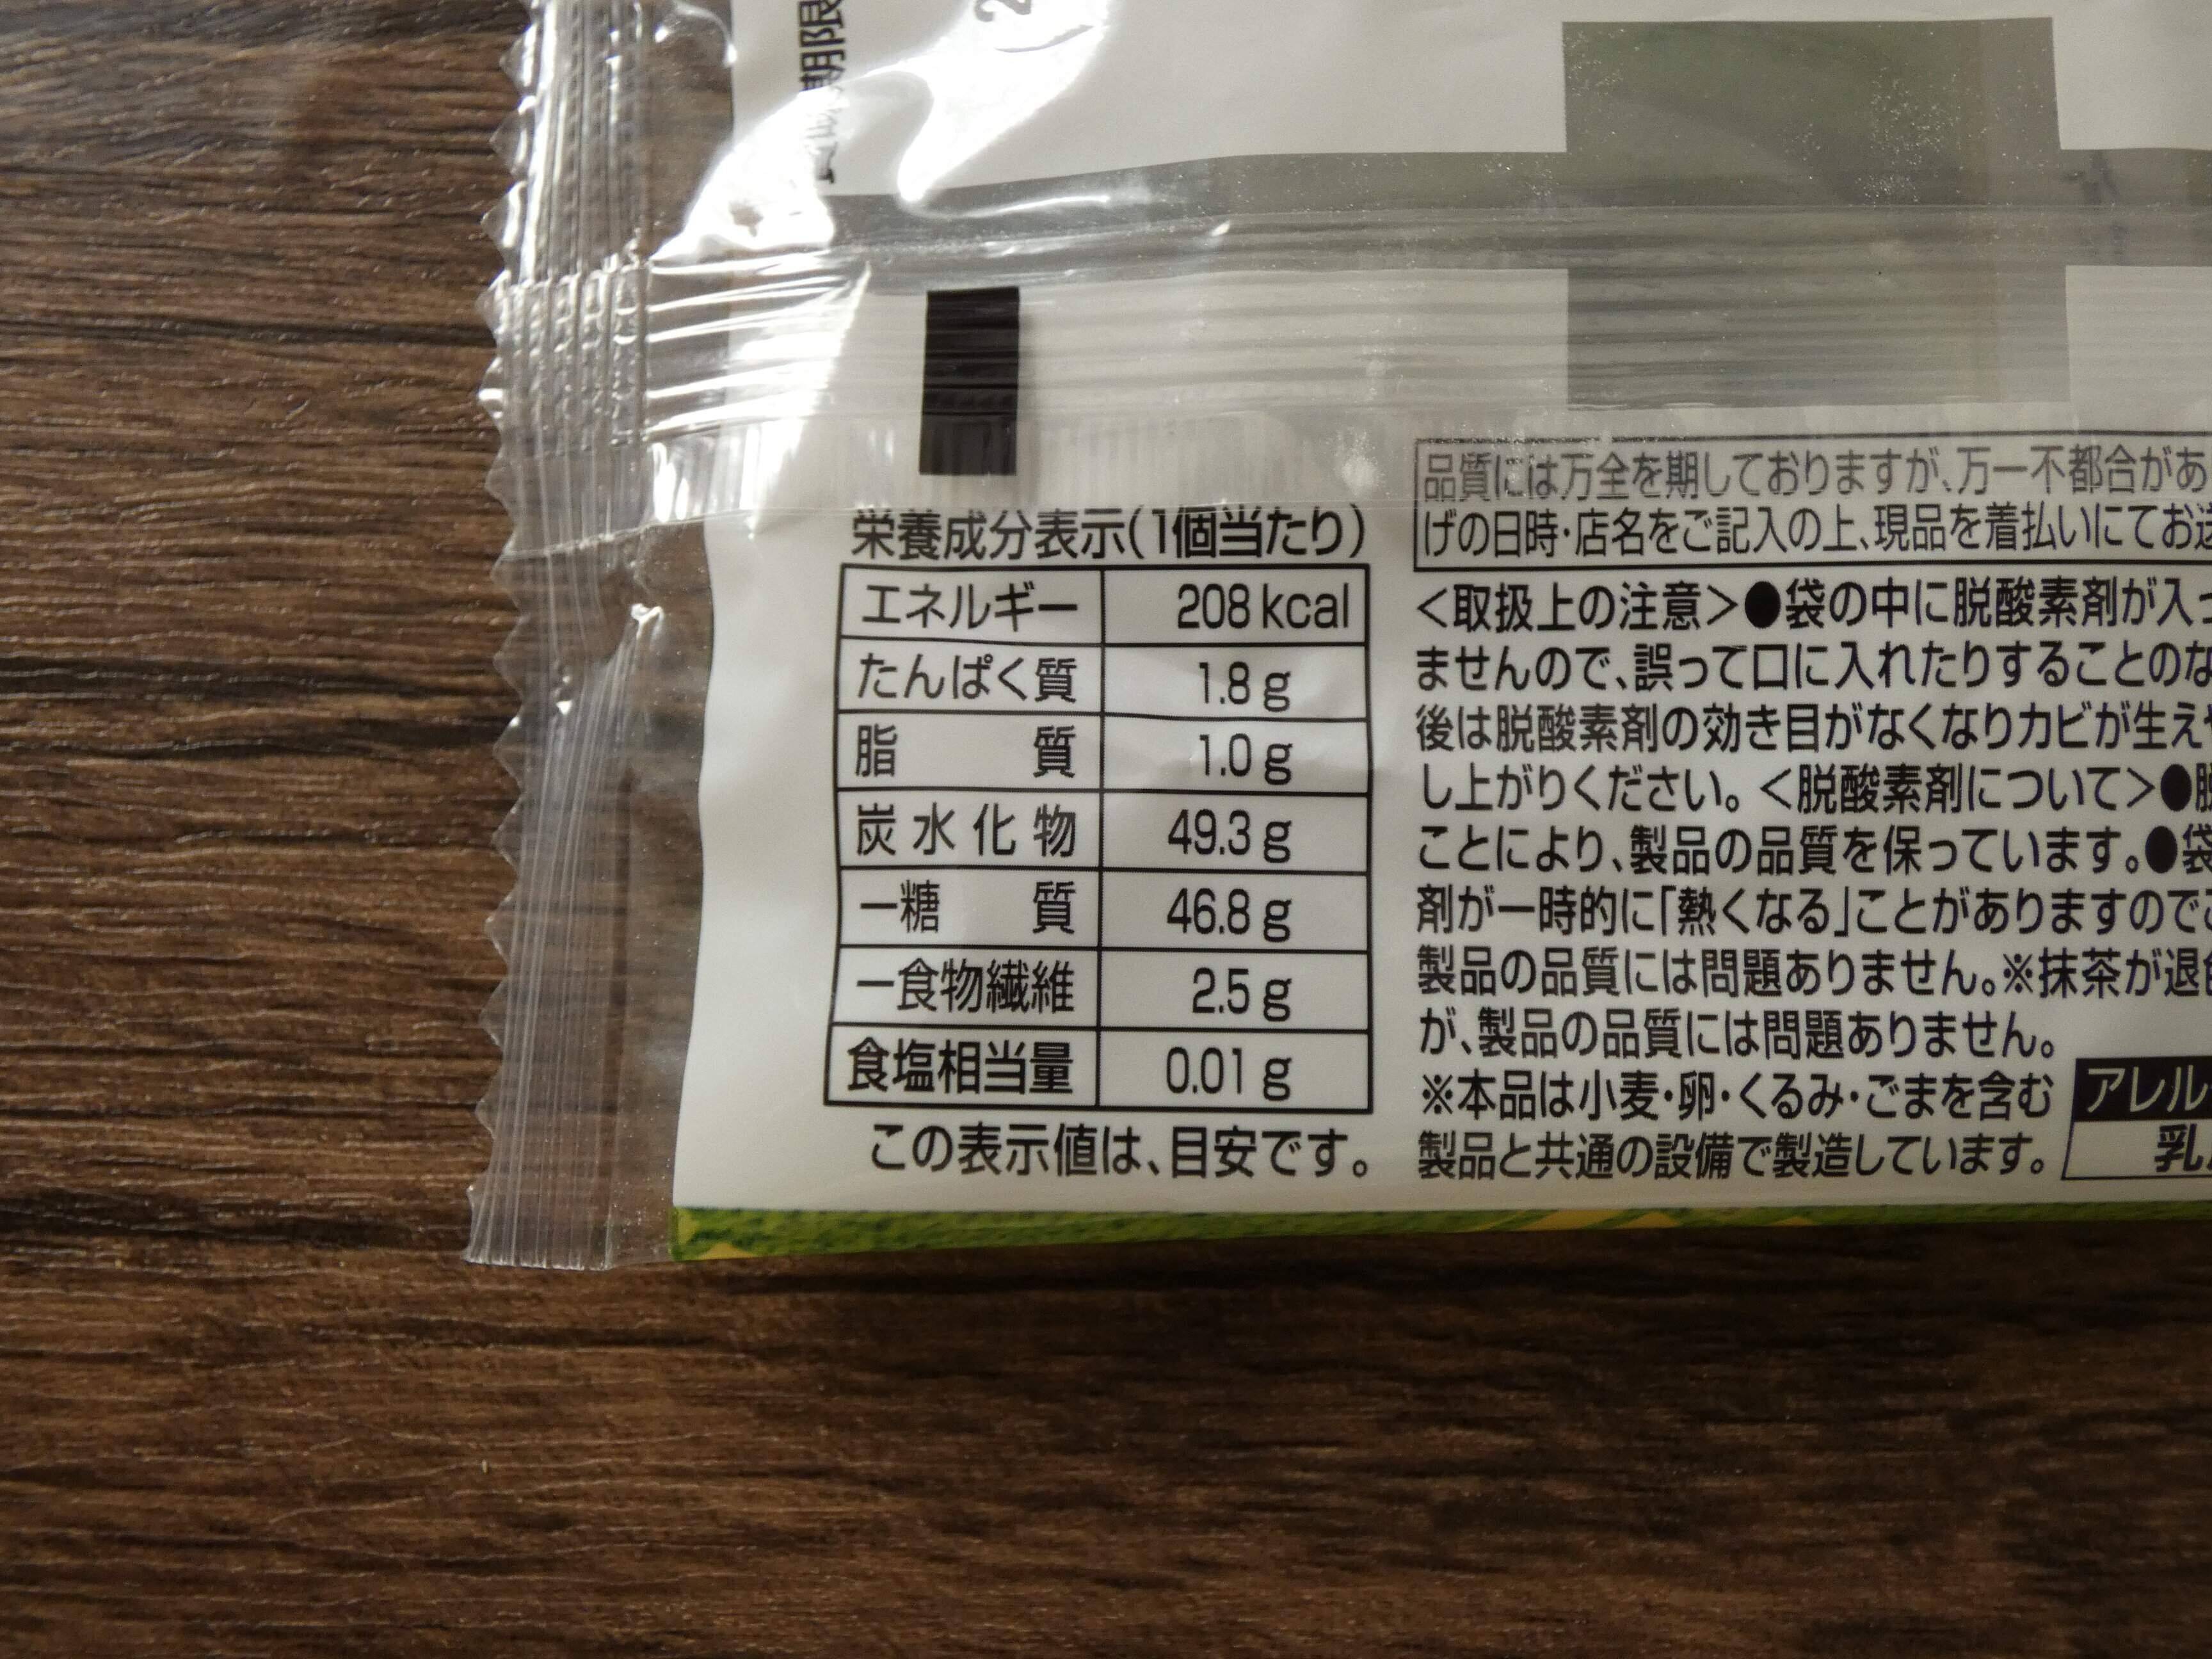 期限
2
栄養成分表示(1個当たり)
エネルギー 208 kcal
たんぱく質 1.8 g
脂質 1.0 g
炭水化物 49.3 g
ー糖質 46.8 g
ー食物繊維 2.5 g
食塩相当量 0.01 g
この表示値は、目安です。
品質には万全を期しておりますが、万一不都合があ
げの日時・店名をご記入の上、現品を着払いにてお送
<取扱上の注意>●袋の中に脱酸素剤が入っ
ませんので、誤って口に入れたりすることのな
後は脱酸素剤の効き目がなくなりカビが生えや
し上がりください。<脱酸素剤について>●脱
ことにより、製品の品質を保っています。●袋
剤が一時的に「熱くなる」ことがありますのでご
製品の品質には問題ありません。※抹茶が退色
が、製品の品質には問題ありません。
※本品は小麦・卵・くるみ・ごまを含む
製品と共通の設備で製造しています。
アレル
乳